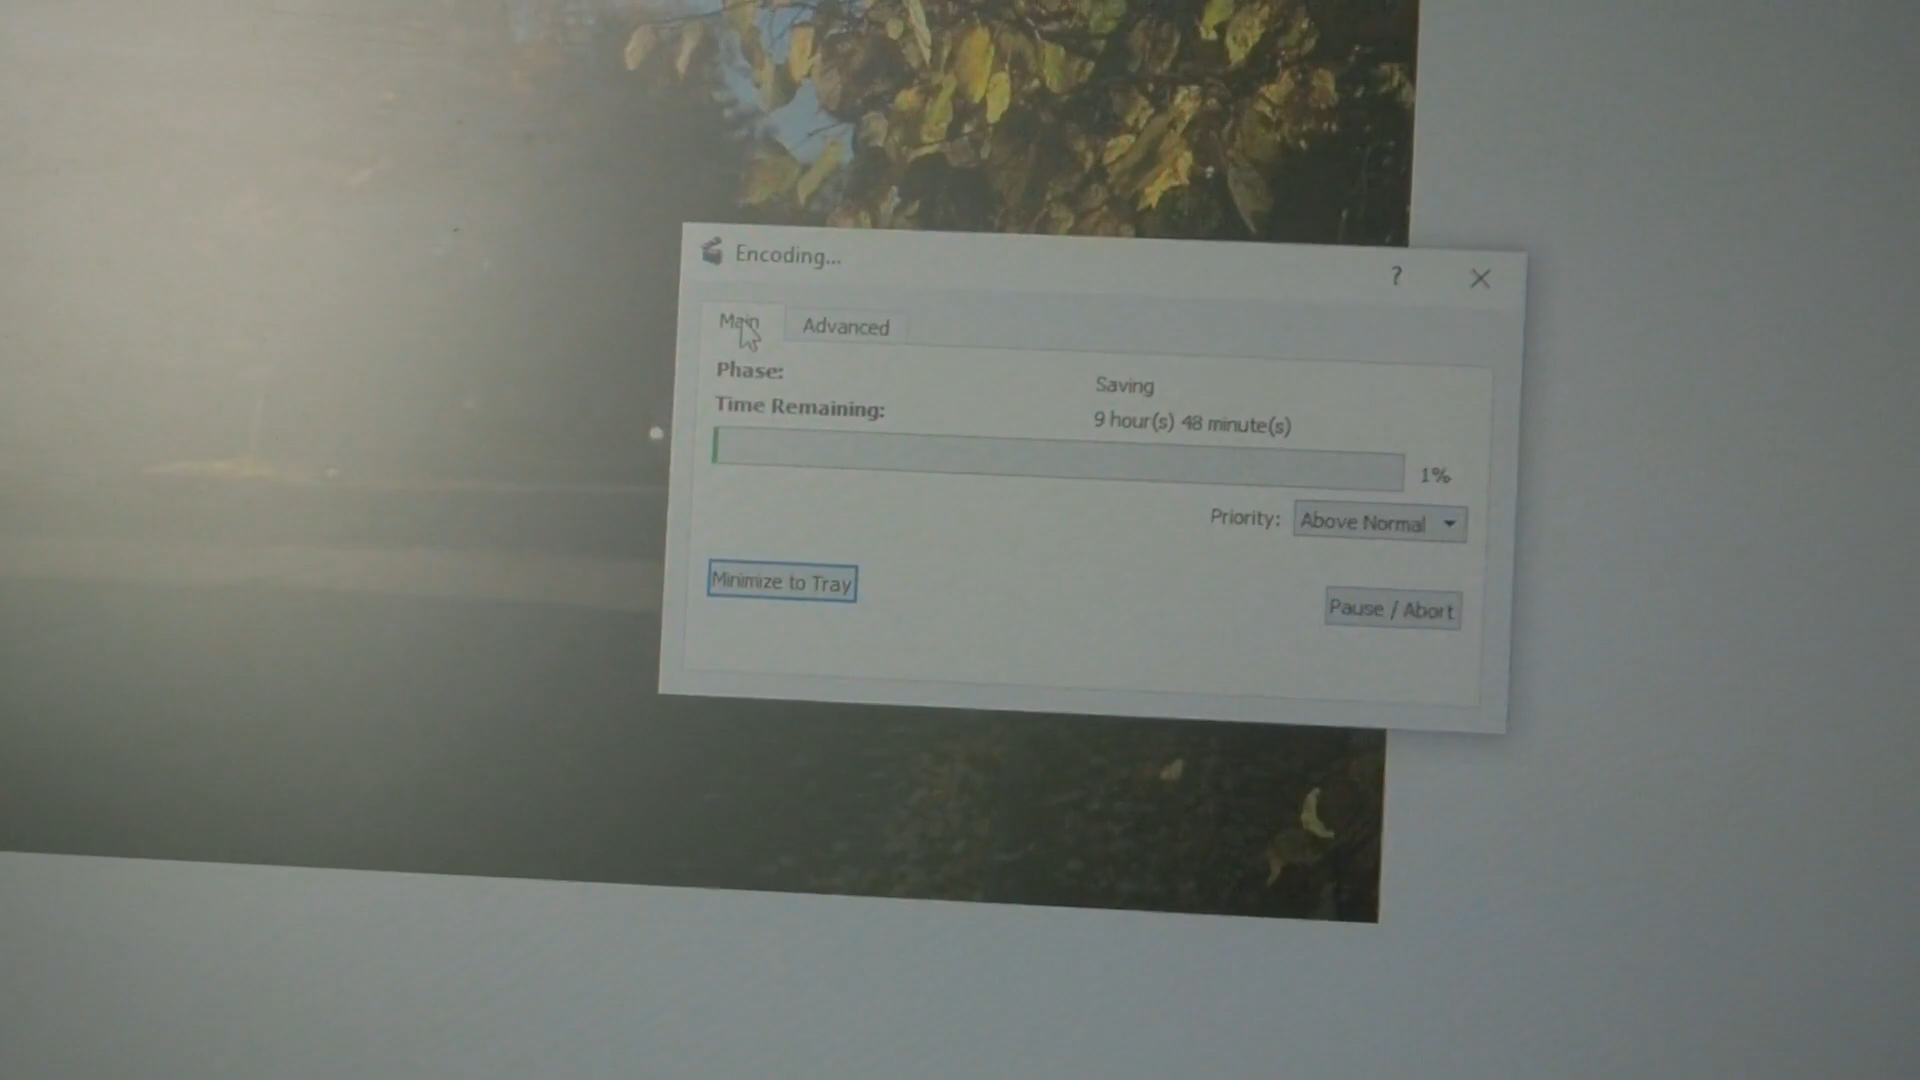 Encoding...
?
Main Advanced
Phase: Saving
Time Remaining: 9 hour(s) 48 minute(s)
1%
Priority: Above Normal
Minimize to Tray Pause / Abort